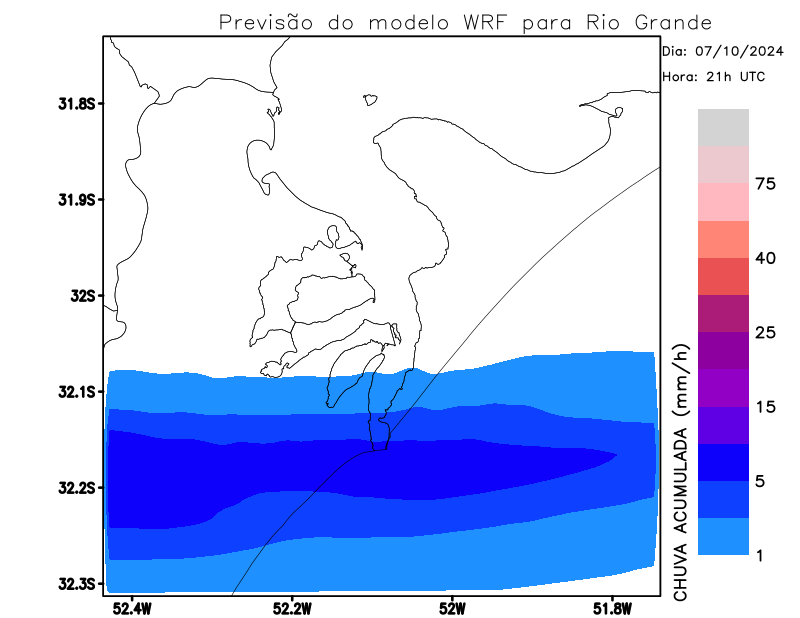 Previsão do modelo WRF para Rio Grande
Dia: 07/10/2024
Hora: 21h UTC
31.8S
31.9S
32S
32.1S
32.2S
32.3S
52.4W
52.2W
52W
51.8W
CHUVA ACUMULADA (mm/h)
75
40
25
15
5
1